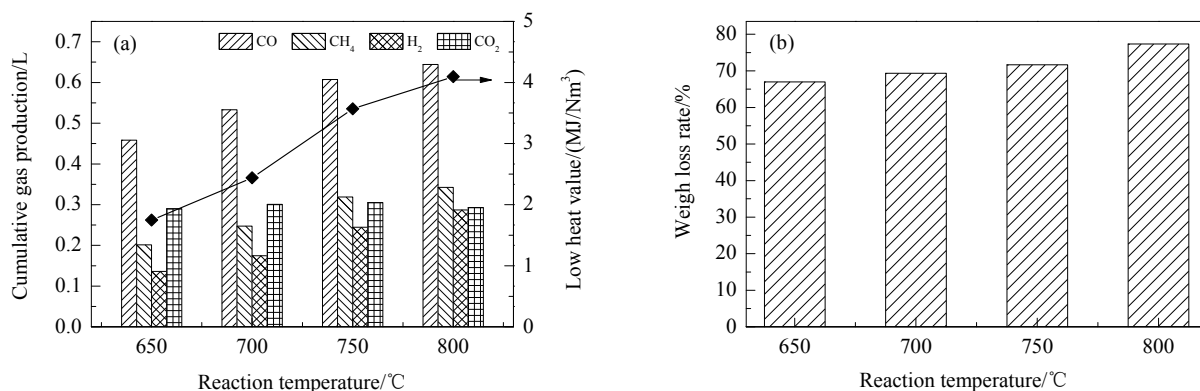 (a)
CO
CH4
H2
CO2
Cumulative gas production/L
0.7
0.6
0.5
0.4
0.3
0.2
0.1
0.0
Low heat value/(MJ/Nm3)
5
4
3
2
1
0
650 700 750 800
Reaction temperature/℃
(b)
Weigh loss rate/%
80
70
60
50
40
30
20
10
0
650 700 750 800
Reaction temperature/℃